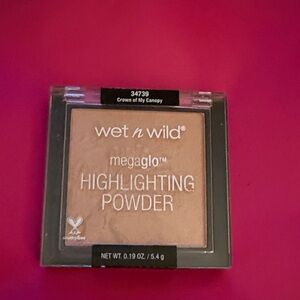 34739
Crown of My Canopy
wet n wild®
megaglo™
HIGHLIGHTING
POWDER
NET WT. 0.19 OZ. / 5.4 g